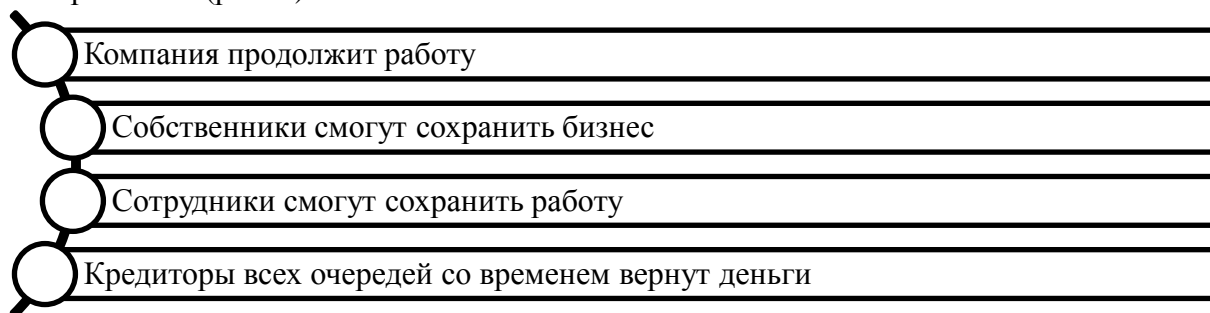 Компания продолжит работу
Собственники смогут сохранить бизнес
Сотрудники смогут сохранить работу
Кредиторы всех очередей со временем вернут деньги